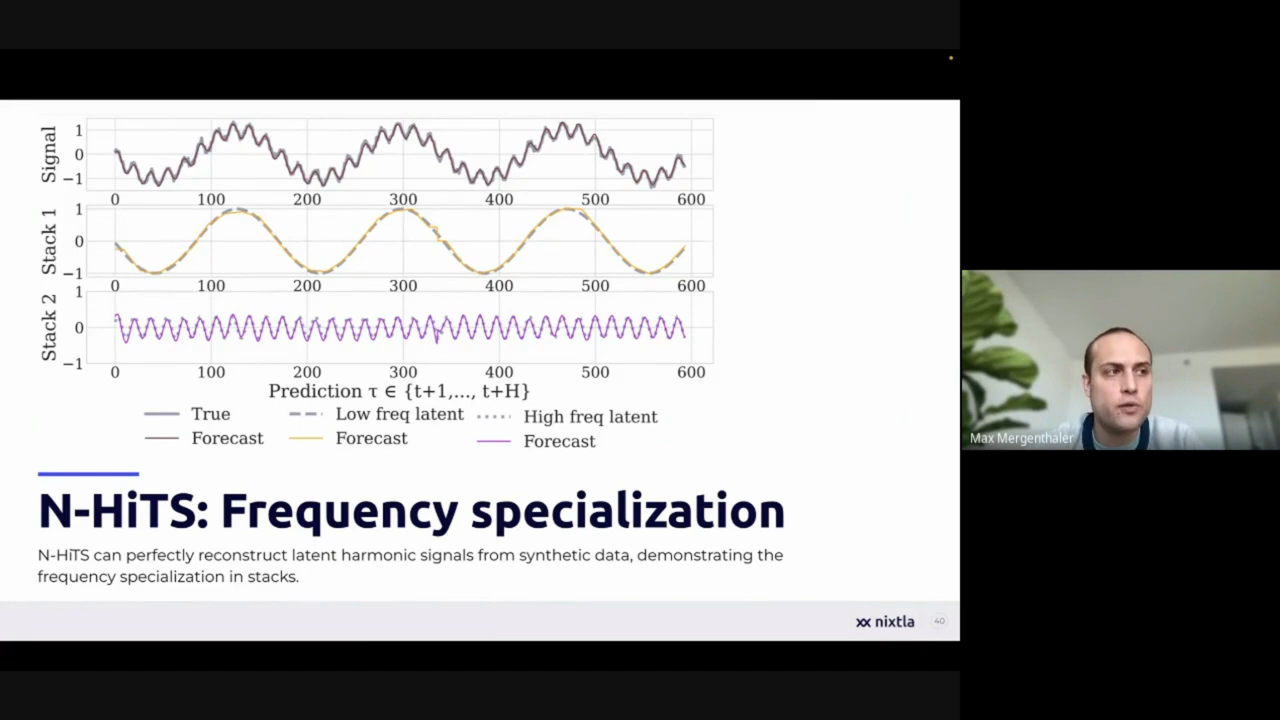 Signal
1
0
−1
0 100 200 300 400 500 600
Stack 1
1
0
−1
0 100 200 300 400 500 600
Stack 2
1
0
−1
0 100 200 300 400 500 600
Prediction τ ∈ {t+1,..., t+H}
True Low freq latent High freq latent
Forecast Forecast Forecast
N-HiTS: Frequency specialization
N-HiTS can perfectly reconstruct latent harmonic signals from synthetic data, demonstrating the
frequency specialization in stacks.
nixtla 40
Max Mergenthaler